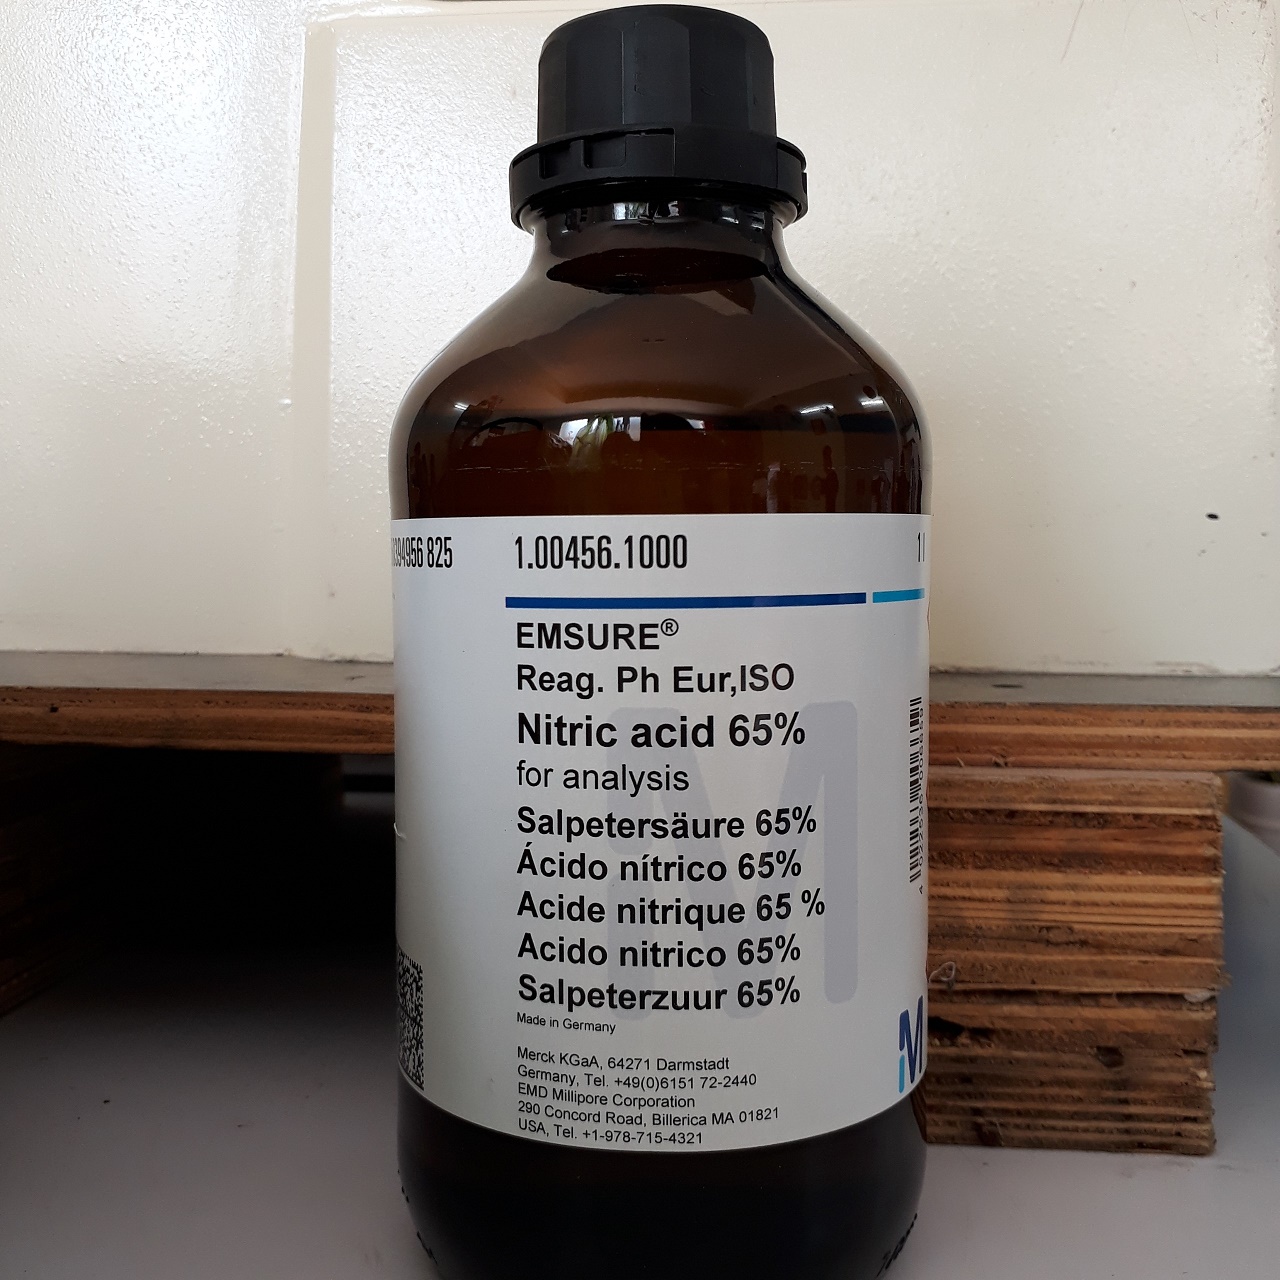 825
1.00456.1000
1 l
EMSURE®
Reag. Ph Eur,ISO
Nitric acid 65%
for analysis
Salpetersäure 65%
Ácido nítrico 65%
Acide nitrique 65 %
Acido nitrico 65%
Salpeterzuur 65%
Made in Germany
Merck KGaA, 64271 Darmstadt
Germany, Tel. +49(0)6151 72-2440
EMD Millipore Corporation
290 Concord Road, Billerica MA 01821
USA, Tel. +1-978-715-4321
M